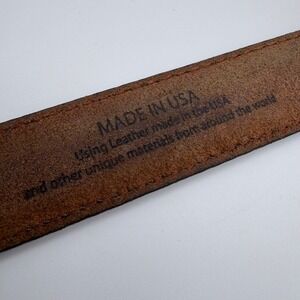 MADE IN USA
Using Leather made in the USA
and other unique materials from around the world